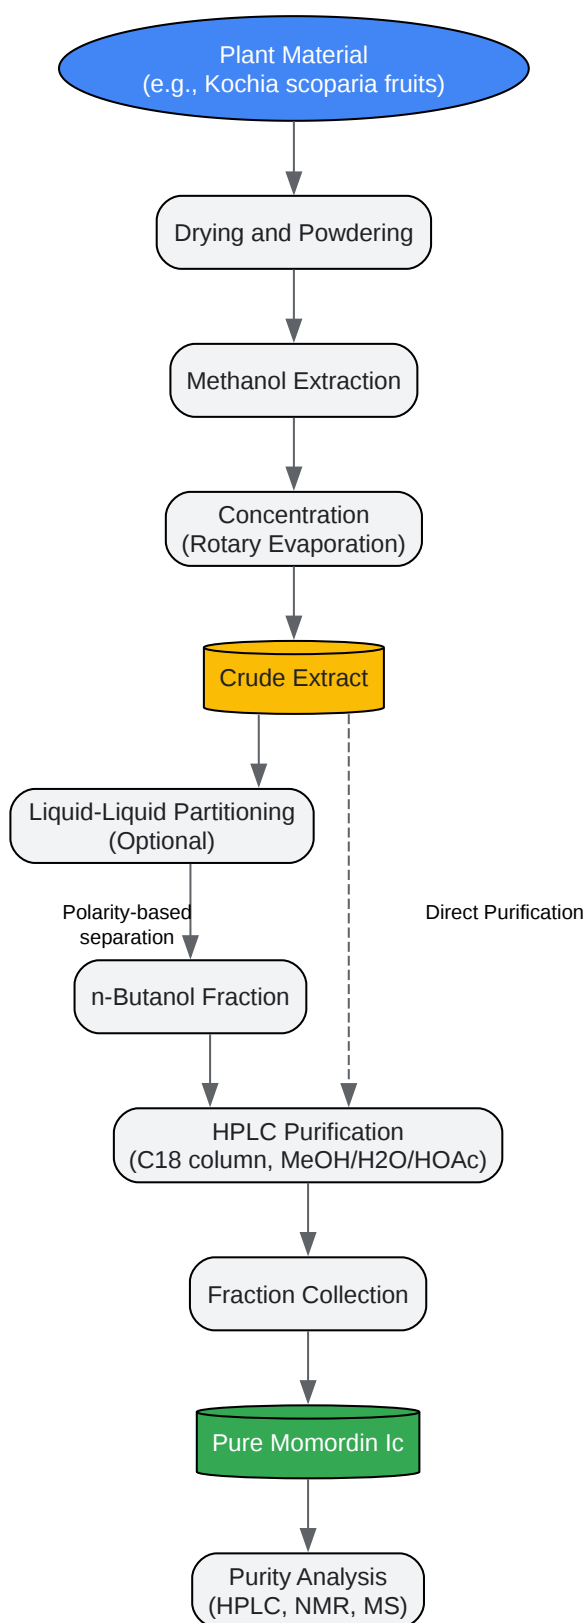 Plant Material
(e.g., Kochia scoparia fruits)
Drying and Powdering
Methanol Extraction
Concentration
(Rotary Evaporation)
Crude Extract
Liquid-Liquid Partitioning
(Optional)
Polarity-based
separation
Direct Purification
n-Butanol Fraction
HPLC Purification
(C18 column, MeOH/H2O/HOAc)
Fraction Collection
Pure Momordin Ic
Purity Analysis
(HPLC, NMR, MS)